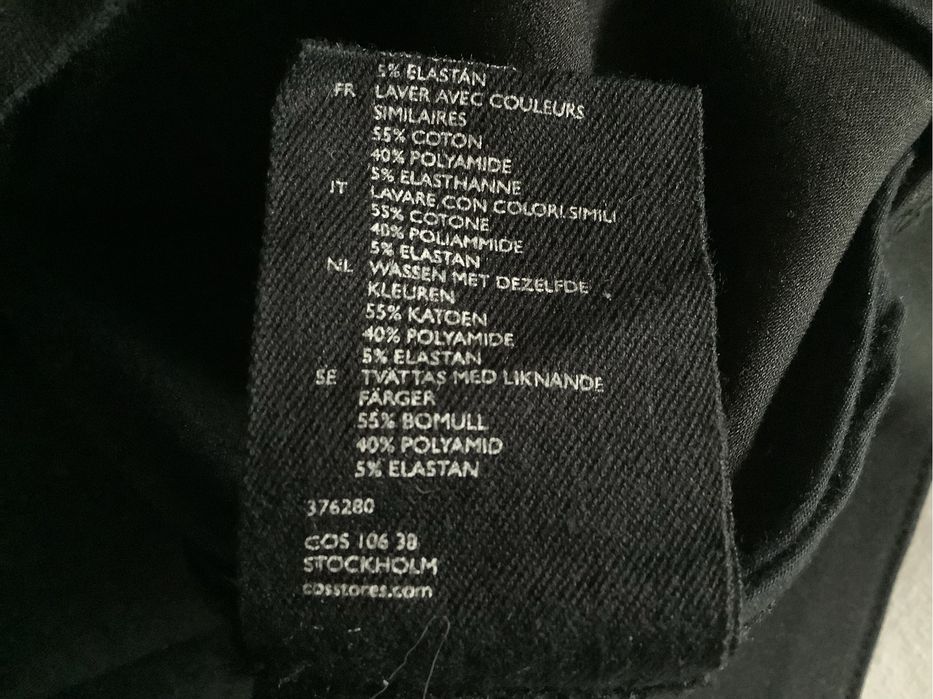 5% ELASTAN
FR LAVER AVEC COULEURS
SIMILAIRES
55% COTON
40% POLYAMIDE
5% ELASTHANNE
IT LAVARE CON COLORI SIMILI
55% COTONE
40% POLIAMMIDE
5% ELASTAN
NL WASSEN MET DEZELFDE
KLEUREN
55% KATOEN
40% POLYAMIDE
5% ELASTAN
SE TVÄTTAS MED LIKNANDE
FÄRGER
55% BOMULL
40% POLYAMID
5% ELASTAN
376280
COS 106 38
STOCKHOLM
cosstores.com